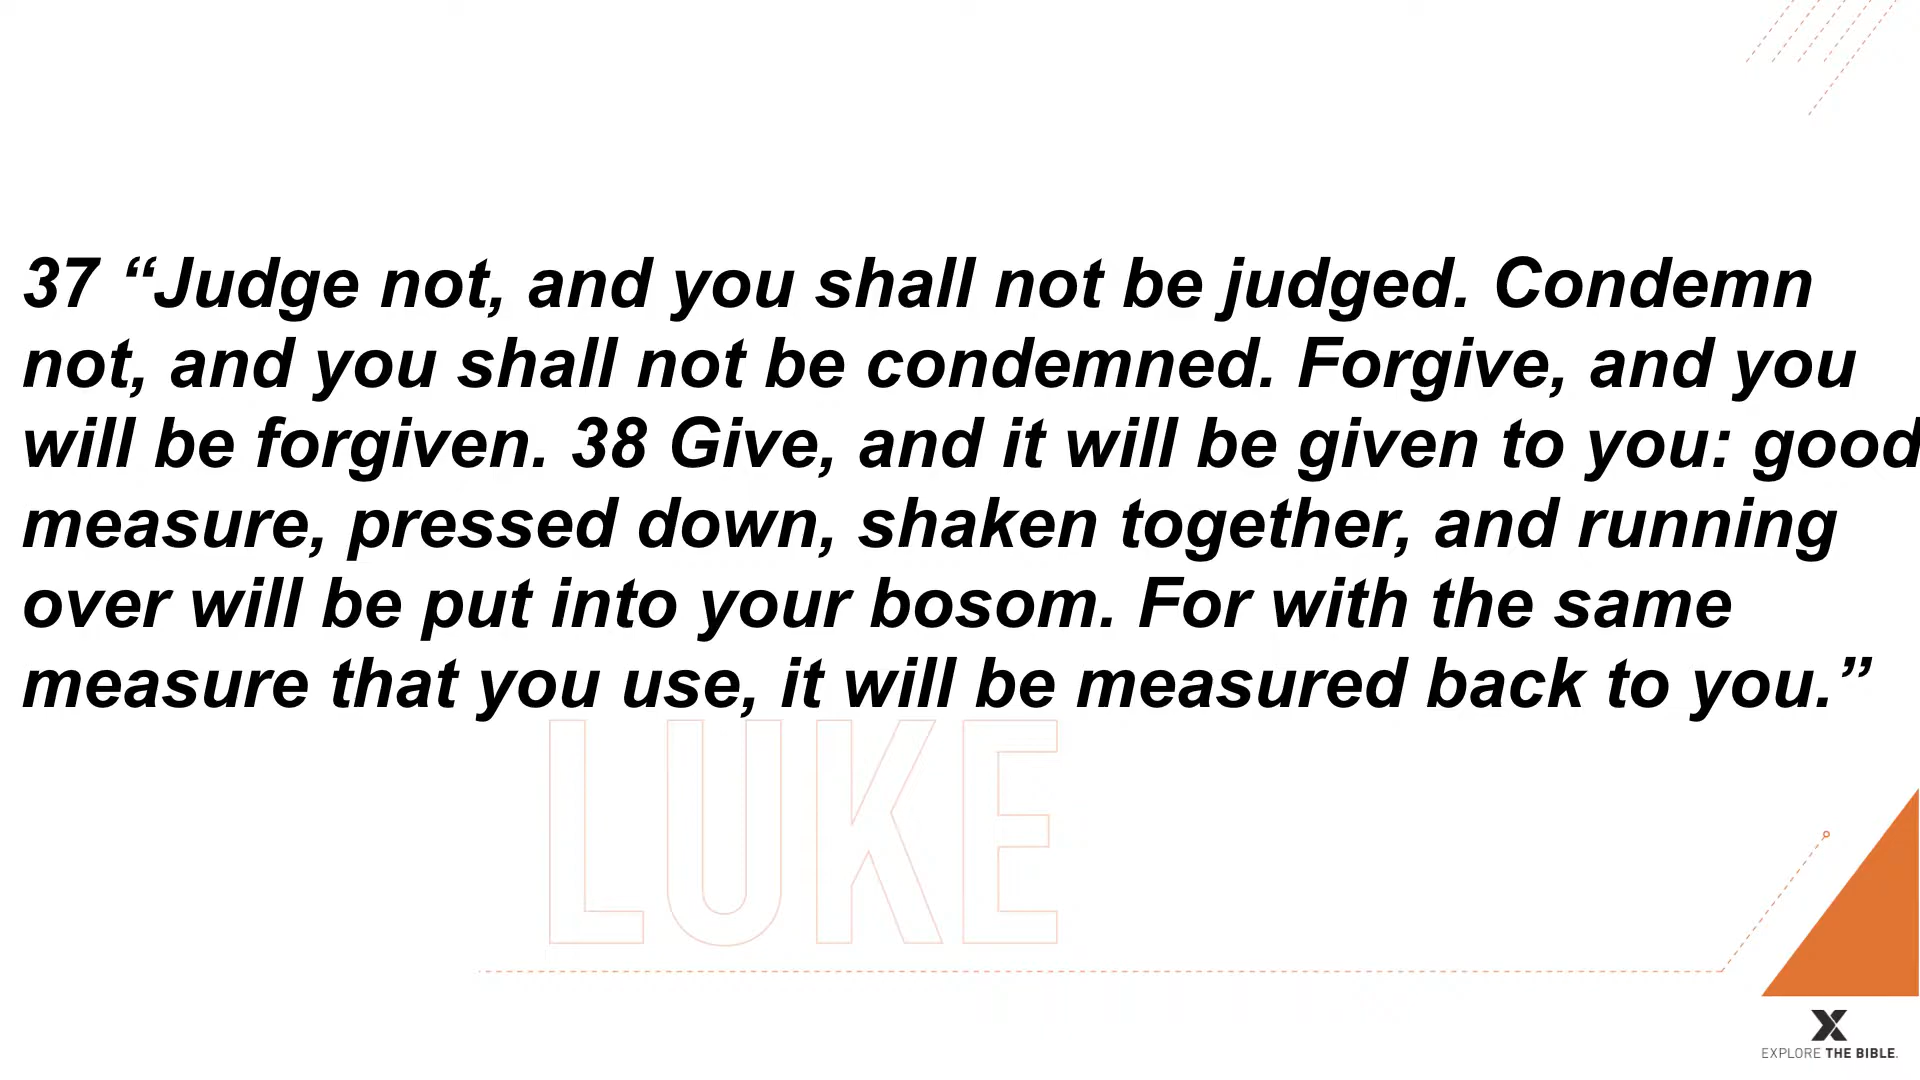 37 “Judge not, and you shall not be judged. Condemn
not, and you shall not be condemned. Forgive, and you
will be forgiven. 38 Give, and it will be given to you: good
measure, pressed down, shaken together, and running
over will be put into your bosom. For with the same
measure that you use, it will be measured back to you.”
LUKE
EXPLORE THE BIBLE.